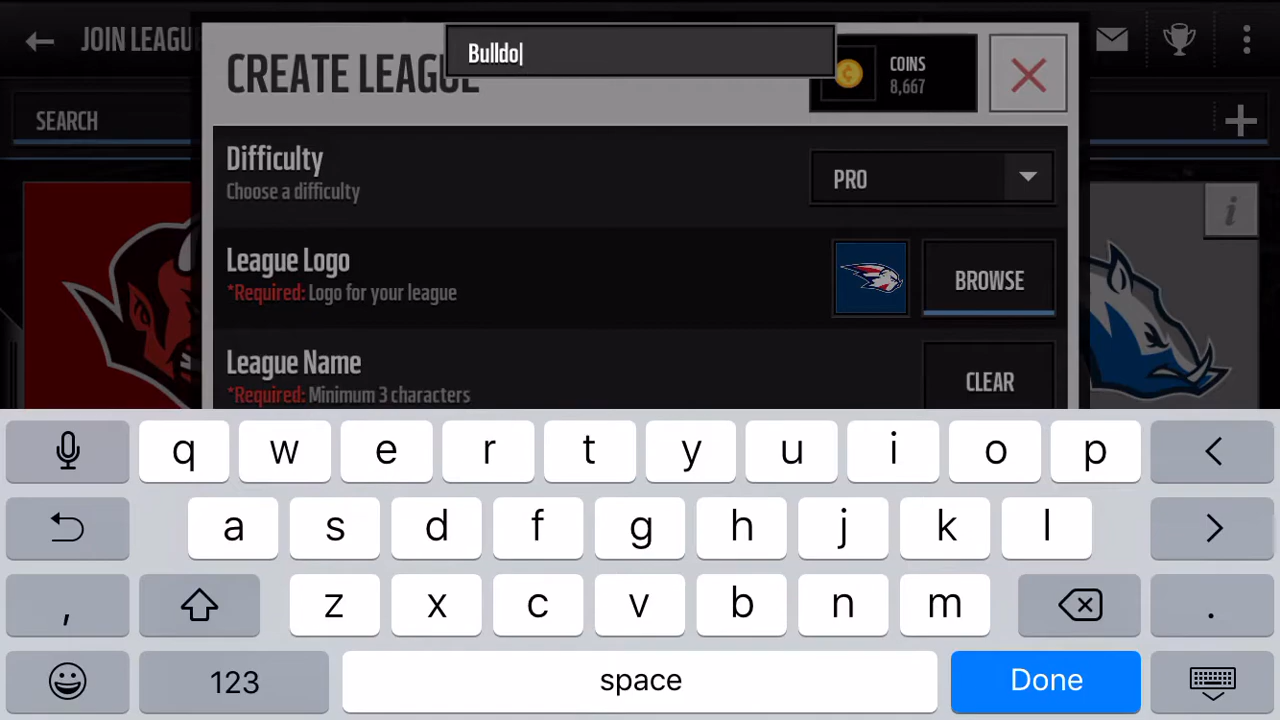 JOIN LEAGU
Bulldo
CREATE LEAGUE
COINS
8,667
SEARCH
Difficulty
Choose a difficulty
PRO
League Logo
*Required: Logo for your league
BROWSE
League Name
*Required: Minimum 3 characters
CLEAR
i
q w e r t y u i o p <
a s d f g h j k l >
, z x c v b n m .
123 space Done